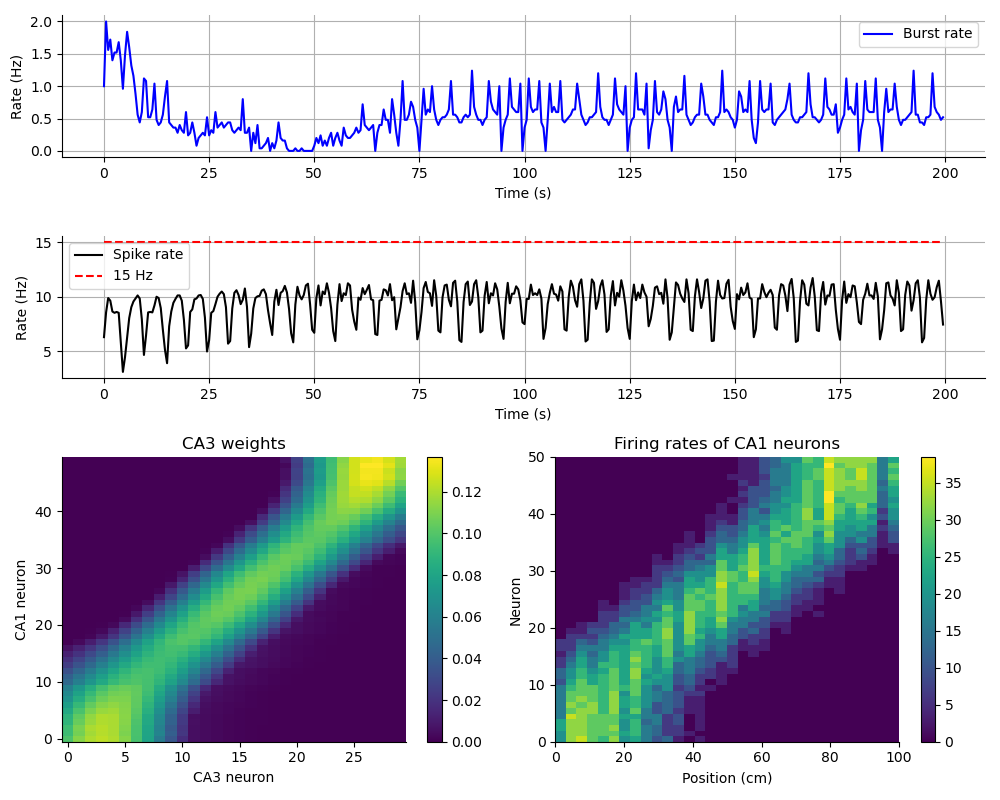 2.0
1.5
1.0
0.5
0.0
Rate (Hz)
Burst rate
0 25 50 75 100 125 150 175 200
Time (s)
15
10
5
Rate (Hz)
Spike rate
15 Hz
0 25 50 75 100 125 150 175 200
Time (s)
CA3 weights
40
30
20
10
0
CA1 neuron
0 5 10 15 20 25
CA3 neuron
0.12
0.10
0.08
0.06
0.04
0.02
0.00
Firing rates of CA1 neurons
50
40
30
20
10
0
Neuron
0 20 40 60 80 100
Position (cm)
35
30
25
20
15
10
5
0